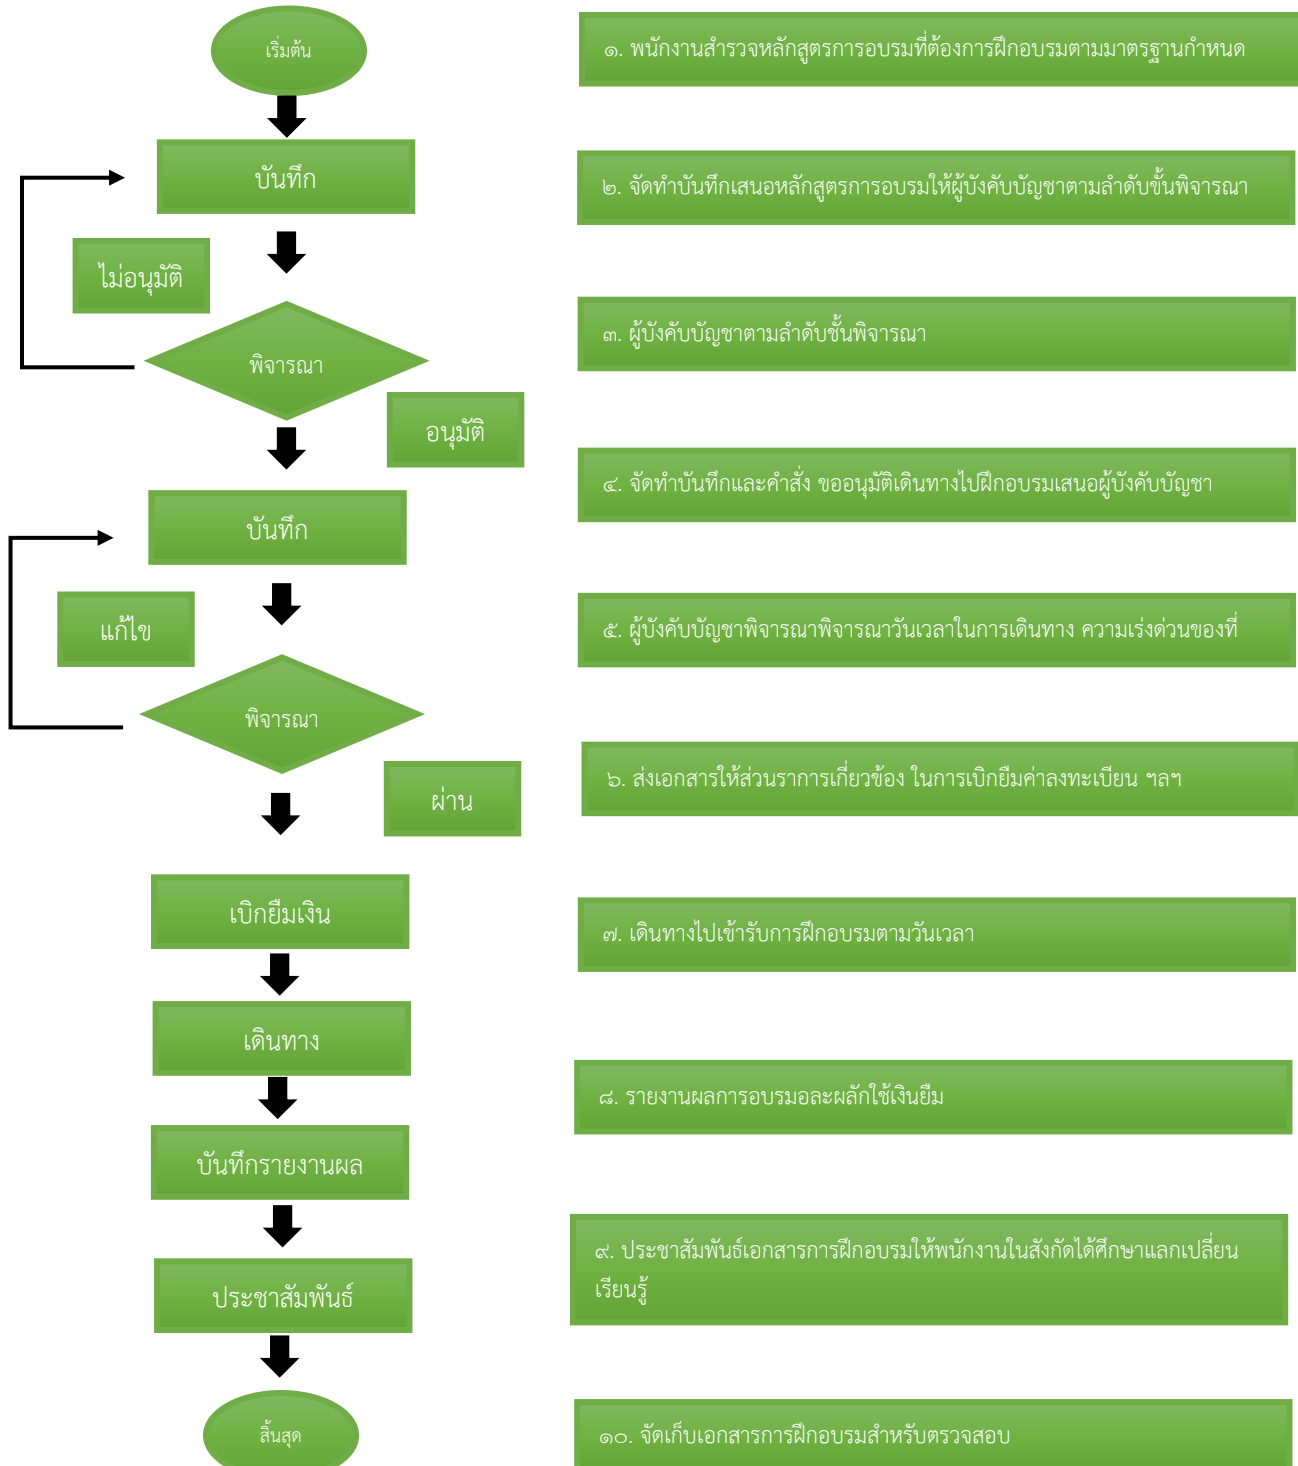 เริ่มต้น
๑. พนักงานสำรวจหลักสูตรการอบรมที่ต้องการฝึกอบรมตามมาตรฐานกำหนด
บันทึก
๒. จัดทำบันทึกเสนอหลักสูตรการอบรมให้ผู้บังคับบัญชาตามลำดับขั้นพิจารณา
ไม่อนุมัติ
๓. ผู้บังคับบัญชาตามลำดับชั้นพิจารณา
พิจารณา
อนุมัติ
๔. จัดทำบันทึกและคำสั่ง ขออนุมัติเดินทางไปฝึกอบรมเสนอผู้บังคับบัญชา
บันทึก
แก้ไข
๕. ผู้บังคับบัญชาพิจารณาพิจารณาวันเวลาในการเดินทาง ความเร่งด่วนของที่
พิจารณา
๖. ส่งเอกสารให้ส่วนราการเกี่ยวข้อง ในการเบิกยืมค่าลงทะเบียน ฯลฯ
ผ่าน
เบิกยืมเงิน
๗. เดินทางไปเข้ารับการฝึกอบรมตามวันเวลา
เดินทาง
๘. รายงานผลการอบรมอละผลักใช้เงินยืม
บันทึกรายงานผล
๙. ประชาสัมพันธ์เอกสารการฝึกอบรมให้พนักงานในสังกัดได้ศึกษาแลกเปลี่ยน
เรียนรู้
ประชาสัมพันธ์
สิ้นสุด
๑๐. จัดเก็บเอกสารการฝึกอบรมสำหรับตรวจสอบ